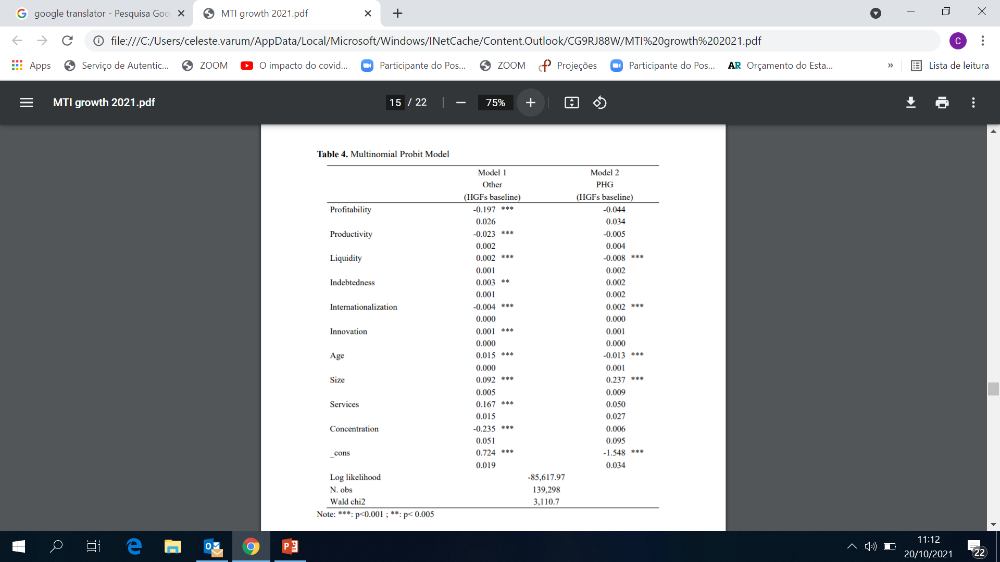 google translator - Pesquisa Goo
MTI growth 2021.pdf
file:///C:/Users/celeste.varum/AppData/Local/Microsoft/Windows/INetCache/Content.Outlook/CG9RJ88W/MTI%20growth%202021.pdf
C
Apps
Serviço de Autentic...
ZOOM
O impacto do covid...
Participante do Pos...
ZOOM
Projeções
Participante do Pos...
AR Orçamento do Esta...
»
Lista de leitura
MTI growth 2021.pdf
15 / 22
75%
Table 4. Multinomial Probit Model
Model 1 Model 2
Other PHG
(HGFs baseline) (HGFs baseline)
Profitability -0.197 *** -0.044
0.026 0.034
Productivity -0.023 *** -0.005
0.002 0.004
Liquidity 0.002 *** -0.008 ***
0.001 0.002
Indebtedness 0.003 ** 0.002
0.001 0.002
Internationalization -0.004 *** 0.002 ***
0.000 0.000
Innovation 0.001 *** 0.001
0.000 0.000
Age 0.015 *** -0.013 ***
0.000 0.001
Size 0.092 *** 0.237 ***
0.005 0.009
Services 0.167 *** 0.050
0.015 0.027
Concentration -0.235 *** 0.006
0.051 0.095
_cons 0.724 *** -1.548 ***
0.019 0.034
Log likelihood -85,617.97
N. obs 139,298
Wald chi2 3,110.7
Note: ***: p<0.001 ; **: p< 0.005
11:12
20/10/2021
22